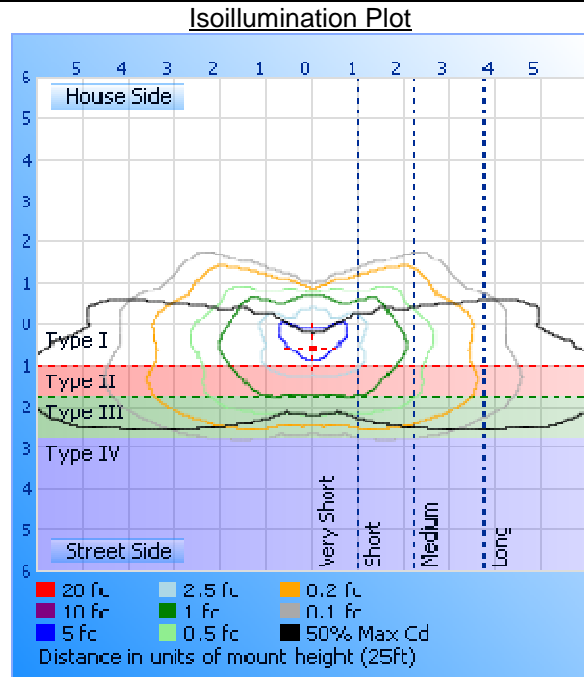 Isoillumination Plot
5 4 3 2 1 0 1 2 3 4 5
6
House Side
5
4
3
2
1
0
Type I
1
Type II
2
Type III
3
Type IV
4
5
Street Side
6
Very Short
Short
Medium
Long
20 fc 2.5 fc 0.2 fc
10 fc 1 fc 0.1 fc
5 fc 0.5 fc 50% Max Cd
Distance in units of mount height (25ft)